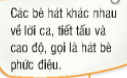 Các bè hát khác nhau
về lời ca, tiết tấu và
cao độ, gọi là hát bè
phức điệu.